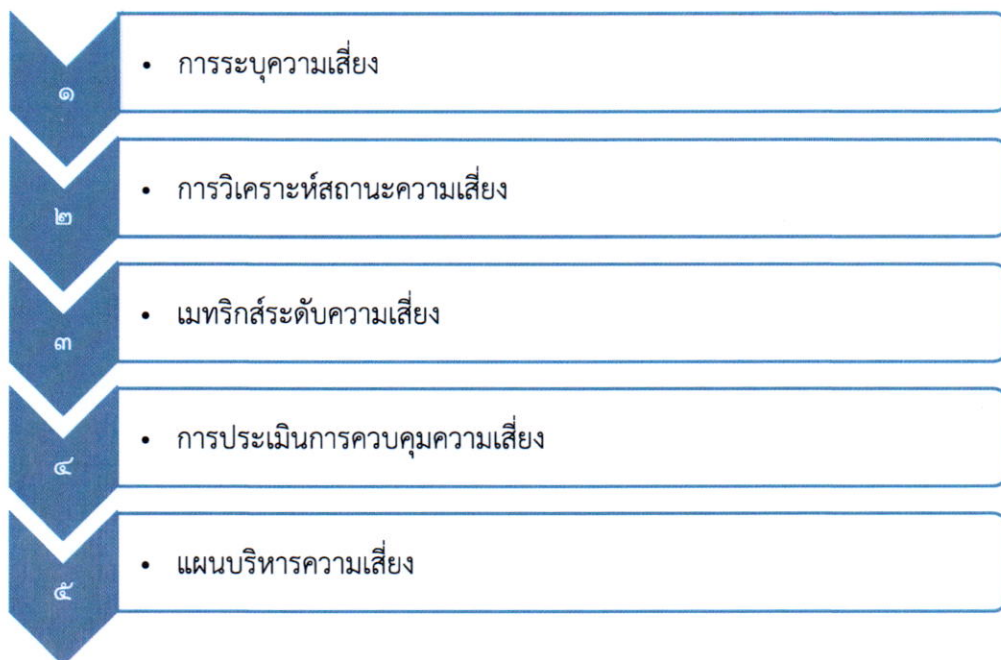 ๑
• การระบุความเสี่ยง
๒
• การวิเคราะห์สถานะความเสี่ยง
๓
• เมทริกส์ระดับความเสี่ยง
๔
• การประเมินการควบคุมความเสี่ยง
๕
• แผนบริหารความเสี่ยง